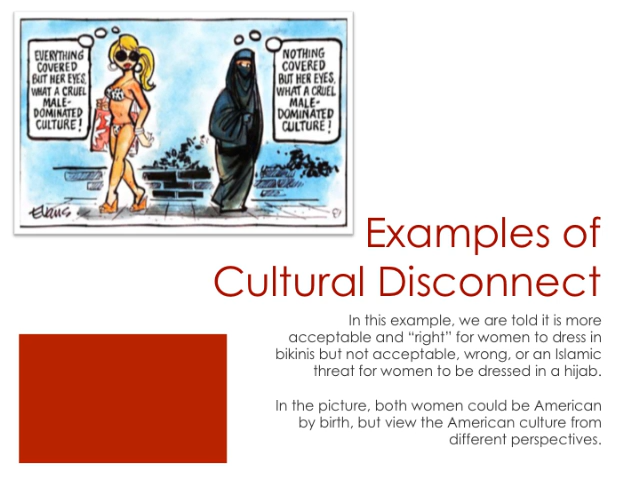 EVERYTHING
COVERED
BUT HER EYES,
WHAT A CRUEL
MALE-
DOMINATED
CULTURE!
NOTHING
COVERED
BUT HER EYES,
WHAT A CRUEL
MALE-
DOMINATED
CULTURE!
Evans
Examples of
Cultural Disconnect
In this example, we are told it is more
acceptable and “right” for women to dress in
bikinis but not acceptable, wrong, or an Islamic
threat for women to be dressed in a hijab.
In the picture, both women could be American
by birth, but view the American culture from
different perspectives.